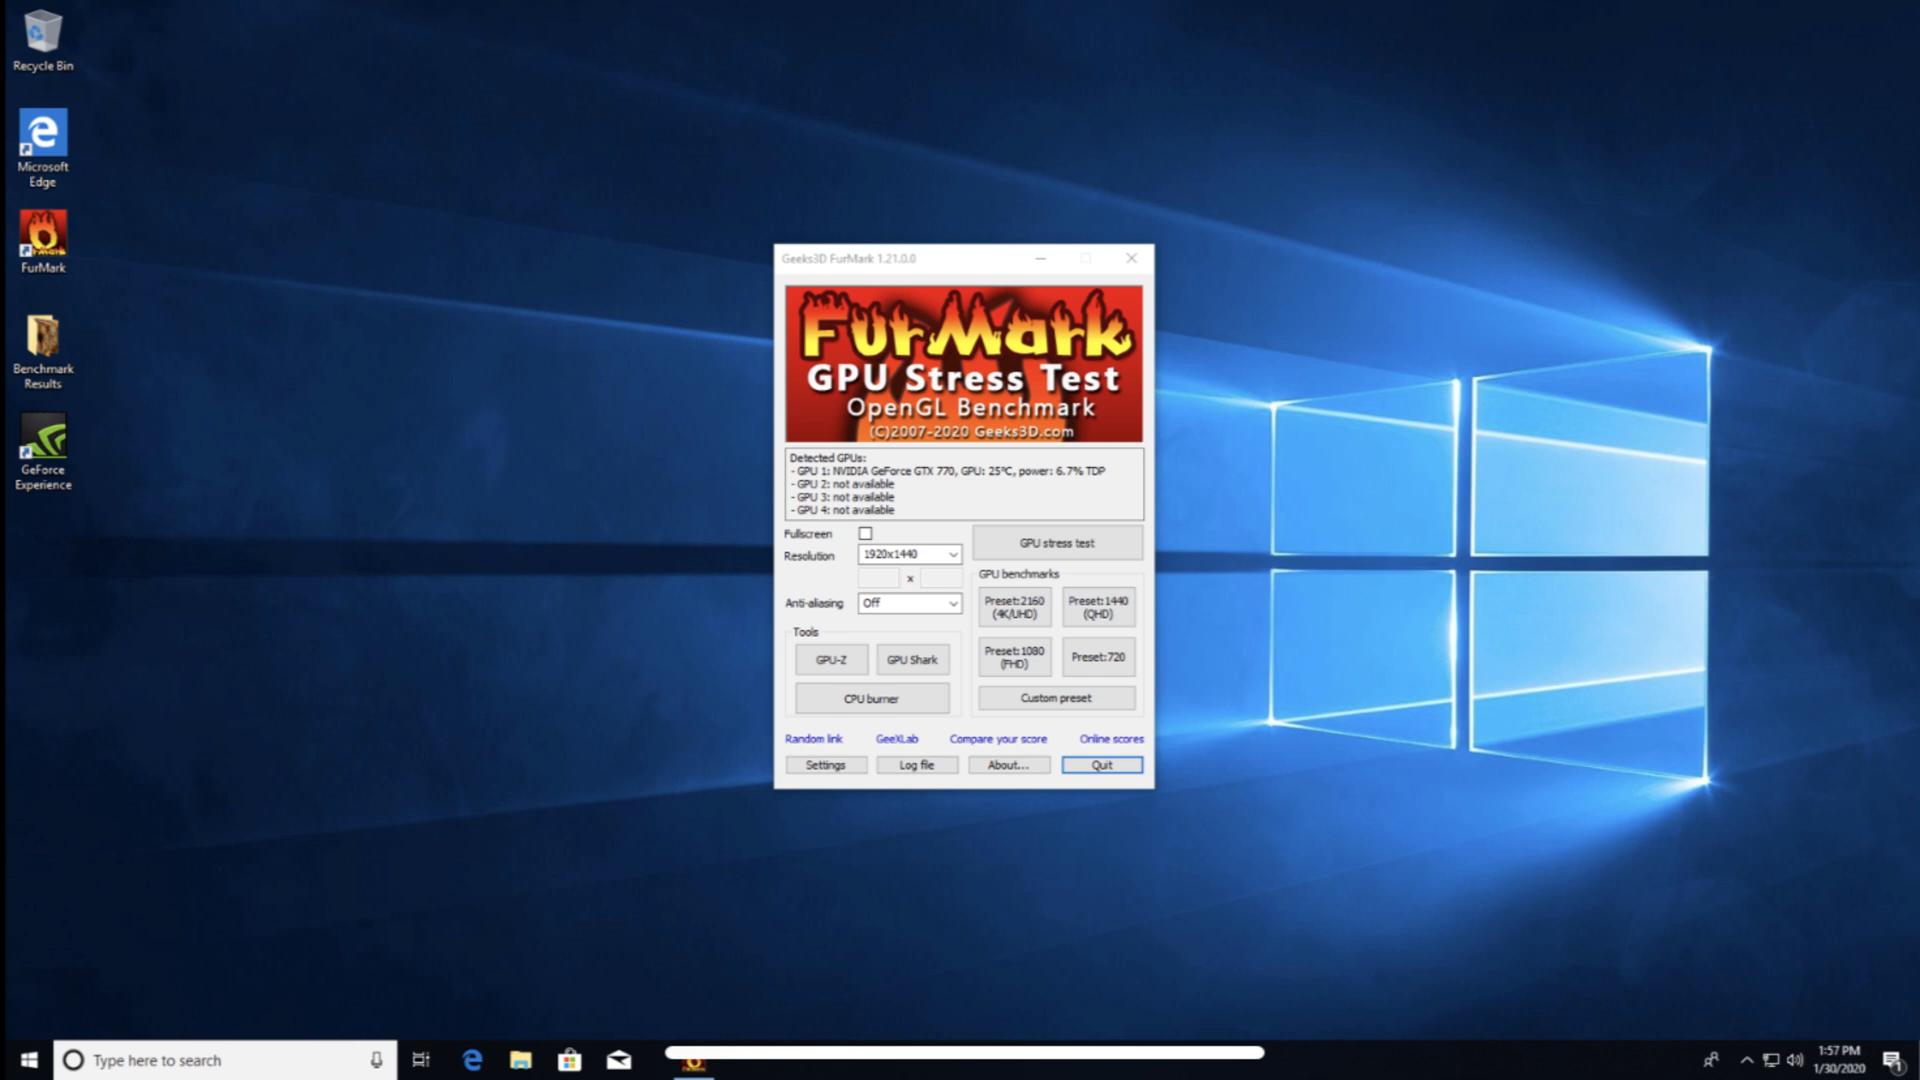 Recycle Bin
Microsoft
Edge
FurMark
Benchmark
Results
GeForce
Experience
Geeks3D FurMark 1.21.0.0
FurMark
GPU Stress Test
OpenGL Benchmark
(C)2007-2020 Geeks3D.com
Detected GPUs:
- GPU 1: NVIDIA GeForce GTX 770, GPU: 25°C, power: 6.7% TDP
- GPU 2: not available
- GPU 3: not available
- GPU 4: not available
Fullscreen
Resolution 1920x1440
x
Anti-aliasing Off
GPU stress test
GPU benchmarks
Preset:2160
(4K/UHD)
Preset:1440
(QHD)
Preset:1080
(FHD)
Preset:720
Custom preset
Tools
GPU-Z
GPU Shark
CPU burner
Random link GeeXLab Compare your score Online scores
Settings Log file About... Quit
Type here to search
1:57 PM
1/30/2020
1